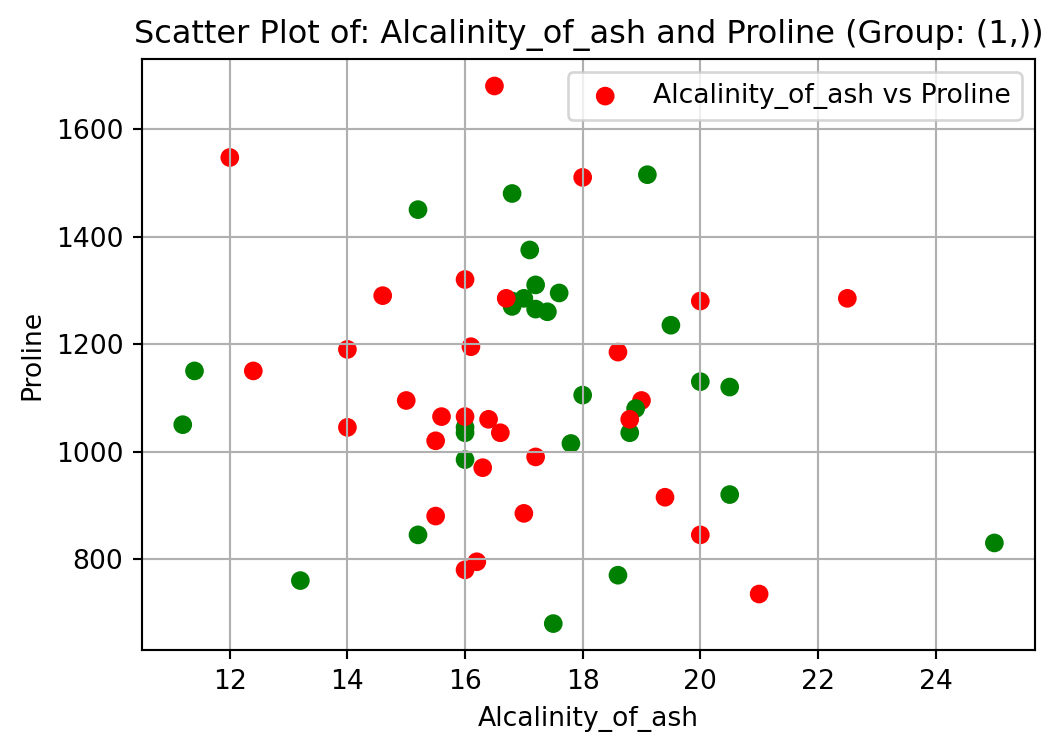 Scatter Plot of: Alcalinity_of_ash and Proline (Group: (1,))
Alcalinity_of_ash vs Proline
Proline
1600
1400
1200
1000
800
12 14 16 18 20 22 24
Alcalinity_of_ash